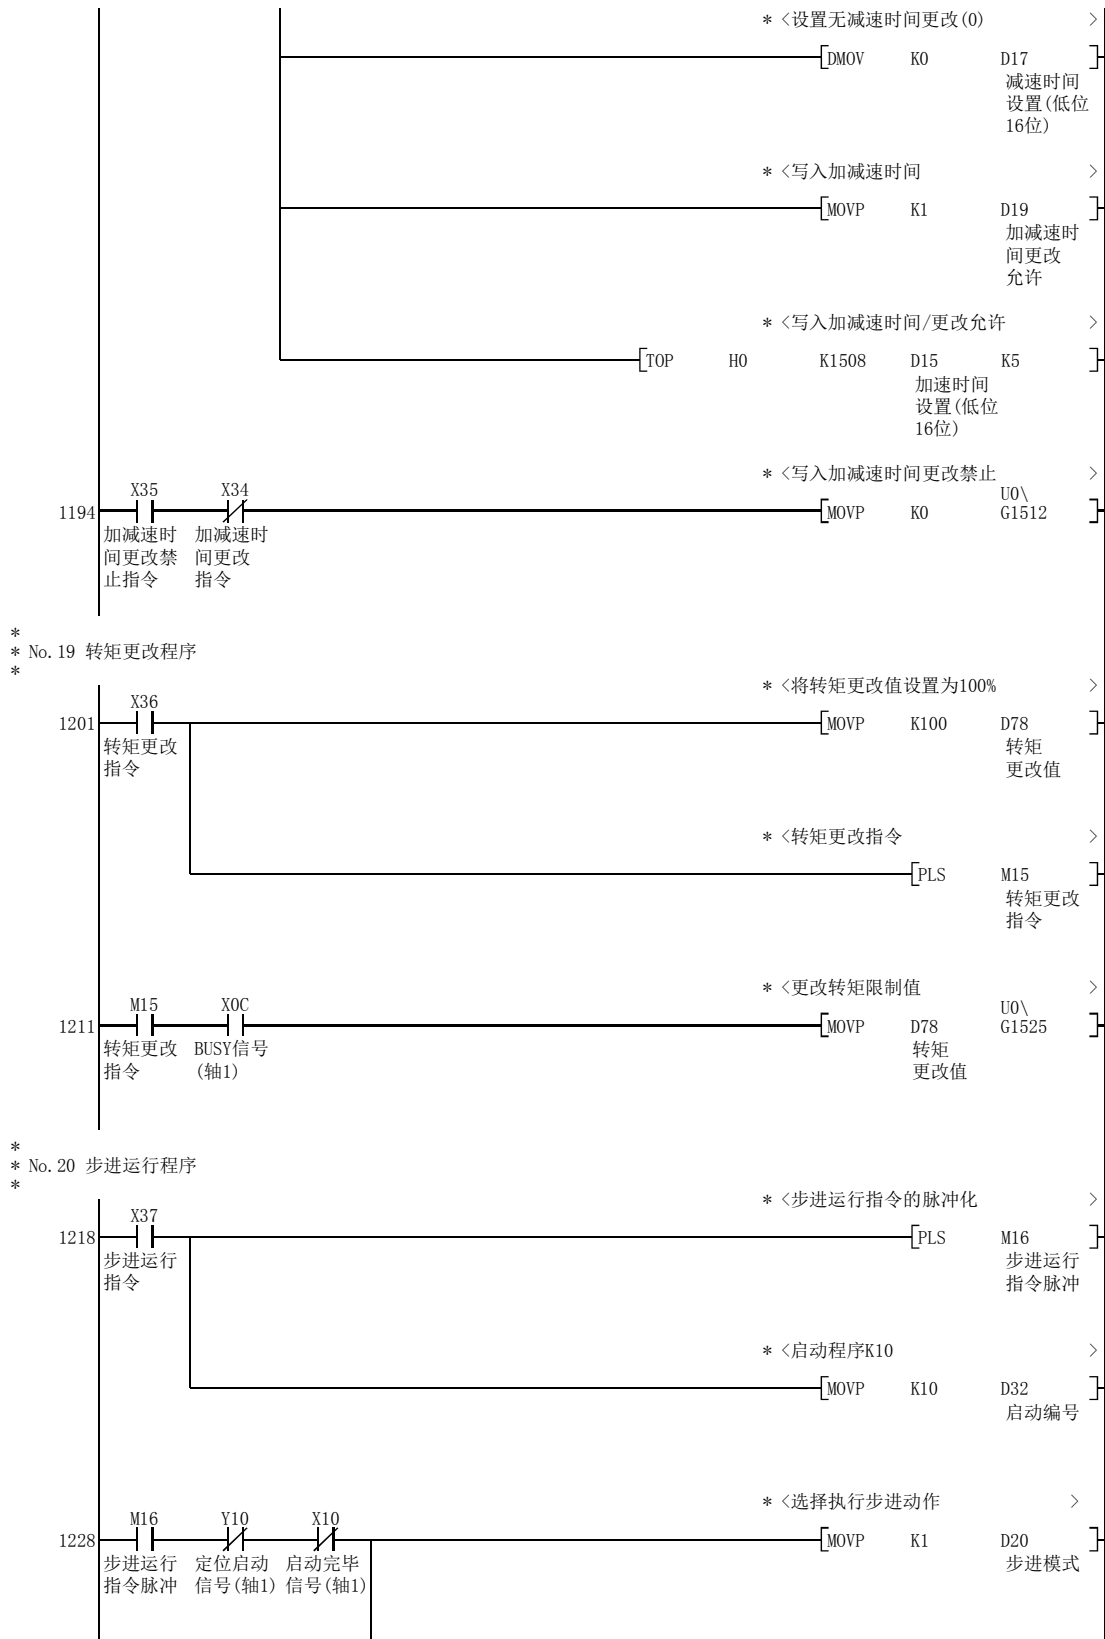 * <设置无减速时间更改(0) >
DMOV K0 D17
减速时间
设置(低位
16位)
* <写入加减速时间 >
MOVP K1 D19
加减速时
间更改
允许
* <写入加减速时间/更改允许 >
TOP H0 K1508 D15 K5
加速时间
设置(低位
16位)
* <写入加减速时间更改禁止 >
X35 X34 U0\
1194 MOVP K0 G1512
加减速时 加减速时
间更改禁 间更改
止指令 指令
*
* No.19 转矩更改程序
*
* <将转矩更改值设置为100% >
X36
1201 MOVP K100 D78
转矩更改 转矩
指令 更改值
* <转矩更改指令 >
PLS M15
转矩更改
指令
* <更改转矩限制值 >
M15 X0C U0\
1211 MOVP D78 G1525
转矩更改 BUSY信号 转矩
指令 (轴1) 更改值
*
* No.20 步进运行程序
*
* <步进运行指令的脉冲化 >
X37
1218 PLS M16
步进运行 步进运行
指令 指令脉冲
* <启动程序K10 >
MOVP K10 D32
启动编号
* <选择执行步进动作 >
M16 Y10 X10
1228 MOVP K1 D20
步进运行 定位启动 启动完毕 步进模式
指令脉冲 信号(轴1) 信号(轴1)